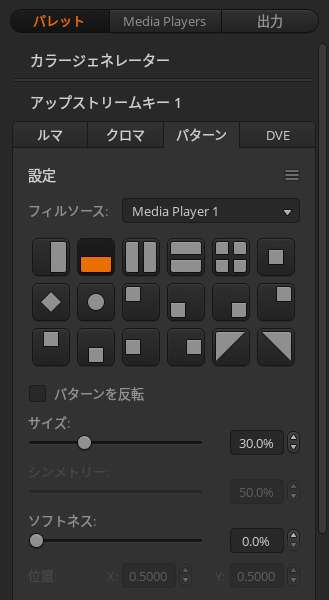 パレット Media Players 出力
カラージェネレーター
アップストリームキー 1
ルマ クロマ パターン DVE
設定
フィルソース: Media Player 1
パターンを反転
サイズ:
30.0%
シンメトリー:
50.0%
ソフトネス:
0.0%
位置: X: 0.5000 Y: 0.5000